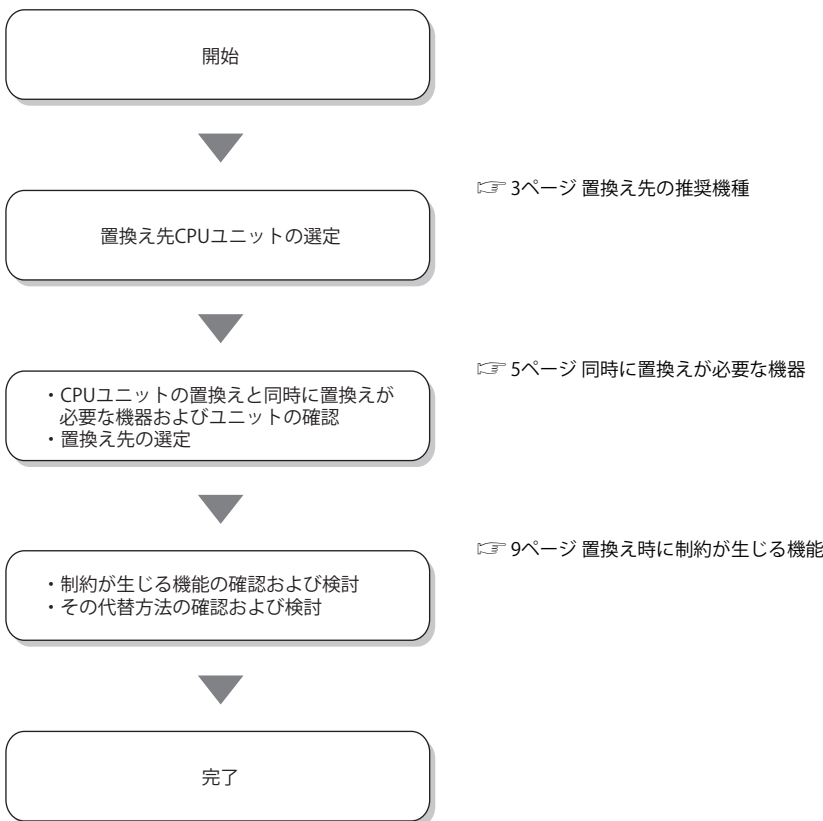 開始
☞ 3ページ 置換え先の推奨機種
置換え先CPUユニットの選定
☞ 5ページ 同時に置換えが必要な機器
・CPUユニットの置換えと同時に置換えが
必要な機器およびユニットの確認
・置換え先の選定
☞ 9ページ 置換え時に制約が生じる機能
・制約が生じる機能の確認および検討
・その代替方法の確認および検討
完了